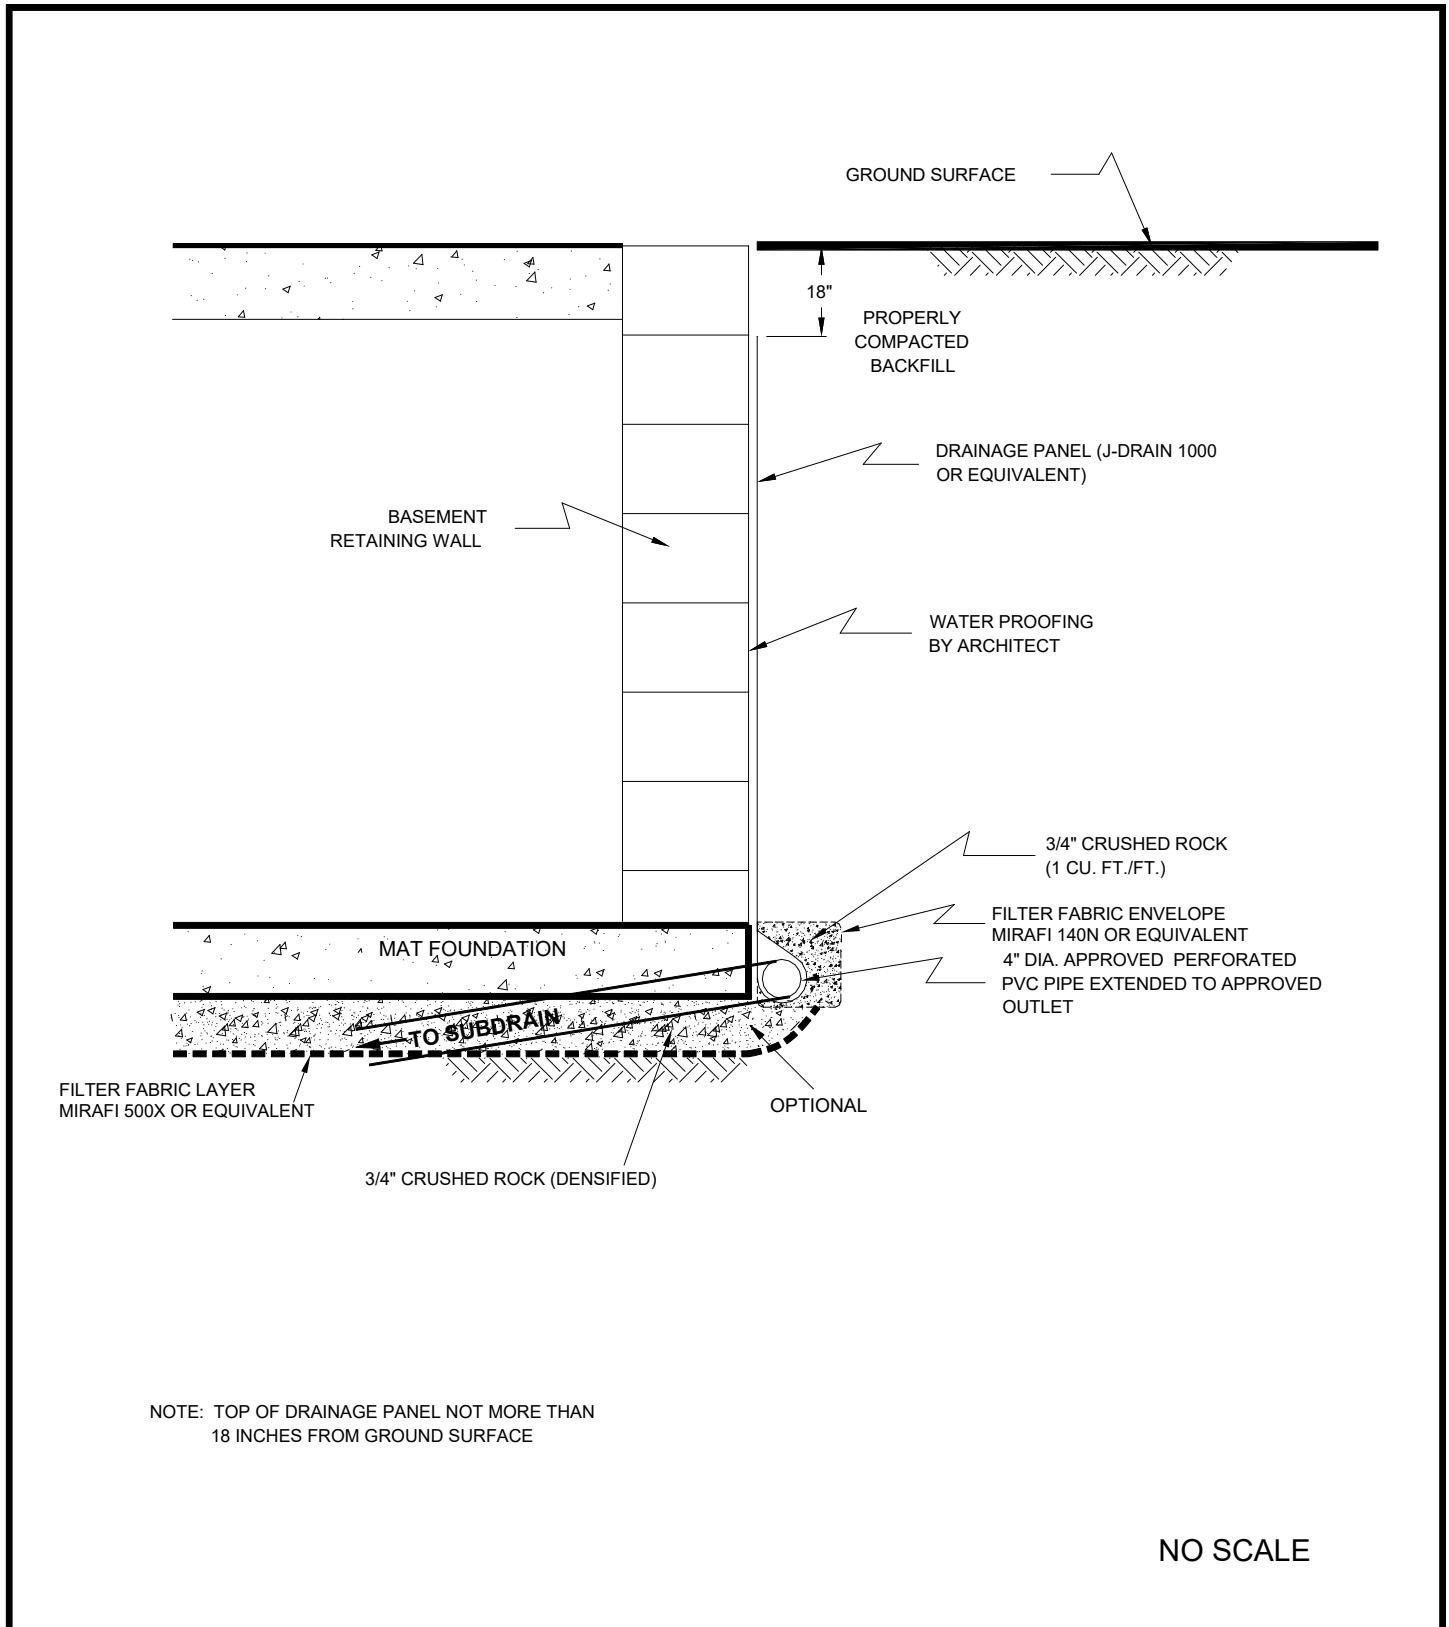 GROUND SURFACE
18"
PROPERLY
COMPACTED
BACKFILL
DRAINAGE PANEL (J-DRAIN 1000
OR EQUIVALENT)
BASEMENT
RETAINING WALL
WATER PROOFING
BY ARCHITECT
3/4" CRUSHED ROCK
(1 CU. FT./FT.)
FILTER FABRIC ENVELOPE
MIRAFI 140N OR EQUIVALENT
4" DIA. APPROVED PERFORATED
PVC PIPE EXTENDED TO APPROVED
OUTLET
MAT FOUNDATION
TO SUBDRAIN
FILTER FABRIC LAYER
MIRAFI 500X OR EQUIVALENT
OPTIONAL
3/4" CRUSHED ROCK (DENSIFIED)
NOTE: TOP OF DRAINAGE PANEL NOT MORE THAN
18 INCHES FROM GROUND SURFACE
NO SCALE